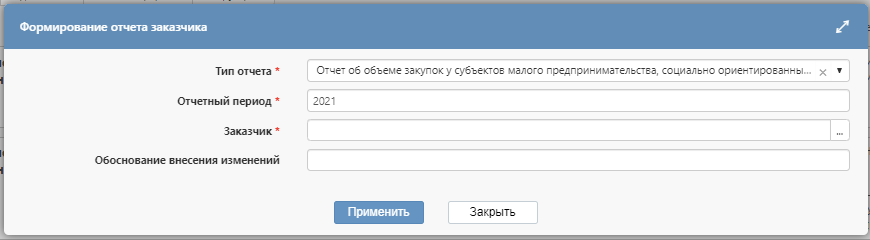 Формирование отчета заказчика
Тип отчета * Отчет об объеме закупок у субъектов малого предпринимательства, социально ориентированны... × ▼
Отчетный период * 2021
Заказчик * ...
Обоснование внесения изменений
Применить Закрыть